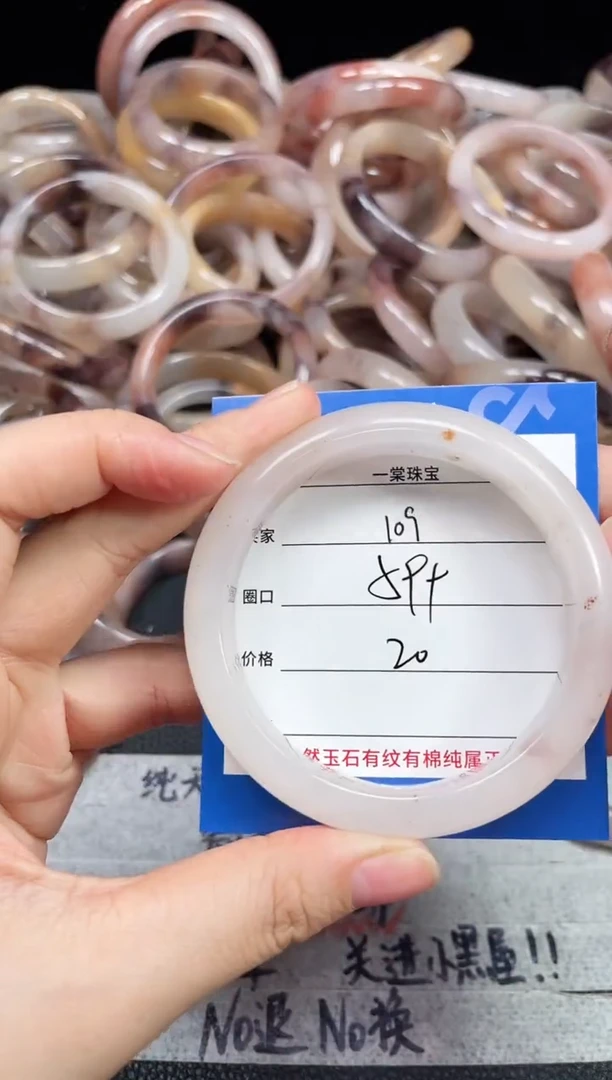 一棠珠宝
家 109
圈口 59+
价格 20
然玉石有纹有棉纯属正
纯天
关进小黑屋!!
No退 No换